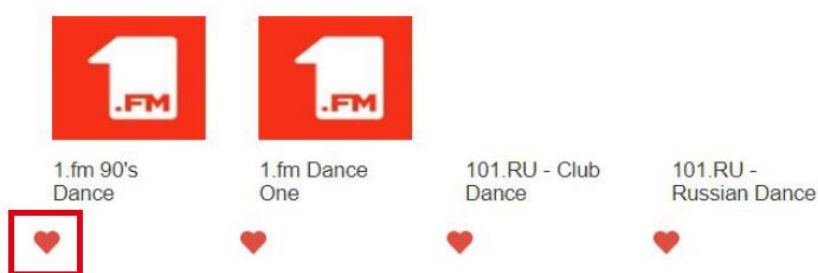 .FM
.FM
1.fm 90's
Dance
1.fm Dance
One
101.RU - Club
Dance
101.RU -
Russian Dance